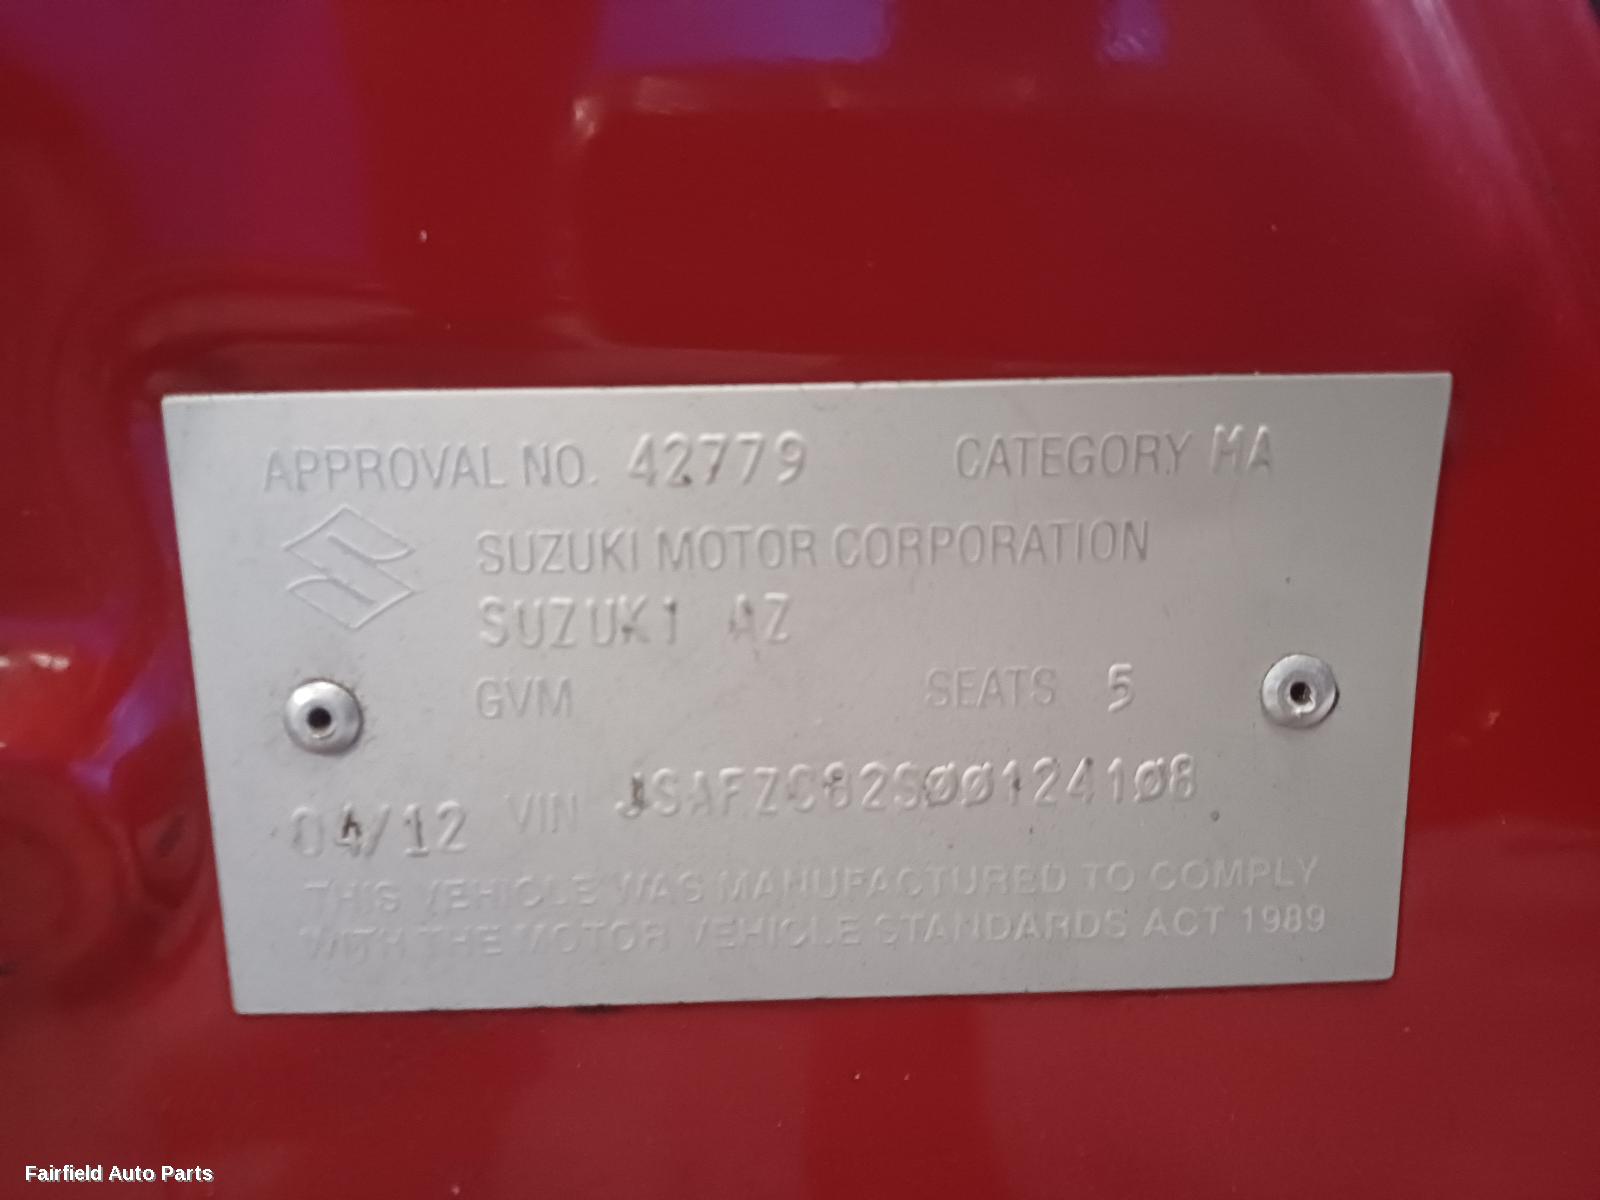 APPROVAL NO. 42779 CATEGORY MA
SUZUKI MOTOR CORPORATION
SUZUKI AZ
GVM SEATS 5
04/12 VIN JSAFZC82S00124108
THIS VEHICLE WAS MANUFACTURED TO COMPLY
WITH THE MOTOR VEHICLE STANDARDS ACT 1989
Fairfield Auto Parts